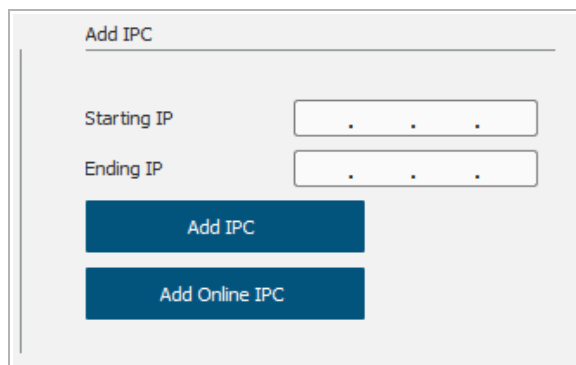 Add IPC
Starting IP . . .
Ending IP . . .
Add IPC
Add Online IPC